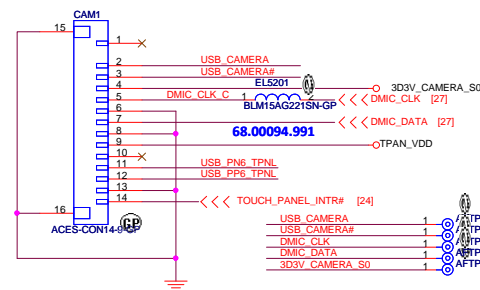 CAM1
15
1
2 USB_CAMERA
3 USB_CAMERA#
EL5201
4 3D3V_CAMERA_S0
5 DMIC_CLK_C 1 2 DMIC_CLK [27]
BLM15AG221SN-GP
6
7 DMIC_DATA [27]
68.00094.991
8
9 TPAN_VDD
10
11 USB_PN6_TPNL
12 USB_PP6_TPNL
13
14 TOUCH_PANEL_INTR# [24]
16
GP
ACES-CON14-9-GP
USB_CAMERA 1
USB_CAMERA# 1
DMIC_CLK 1
DMIC_DATA 1
3D3V_CAMERA_S0 1 AFTP